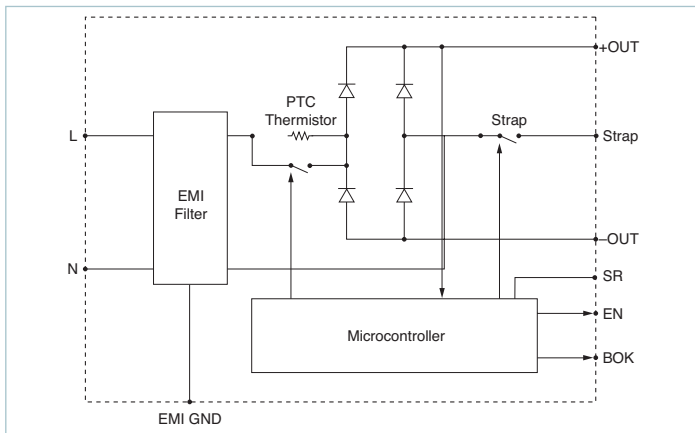 +OUT
PTC
Thermistor
Strap
L
Strap
EMI
Filter
N
–OUT
SR
EN
Microcontroller
BOK
EMI GND